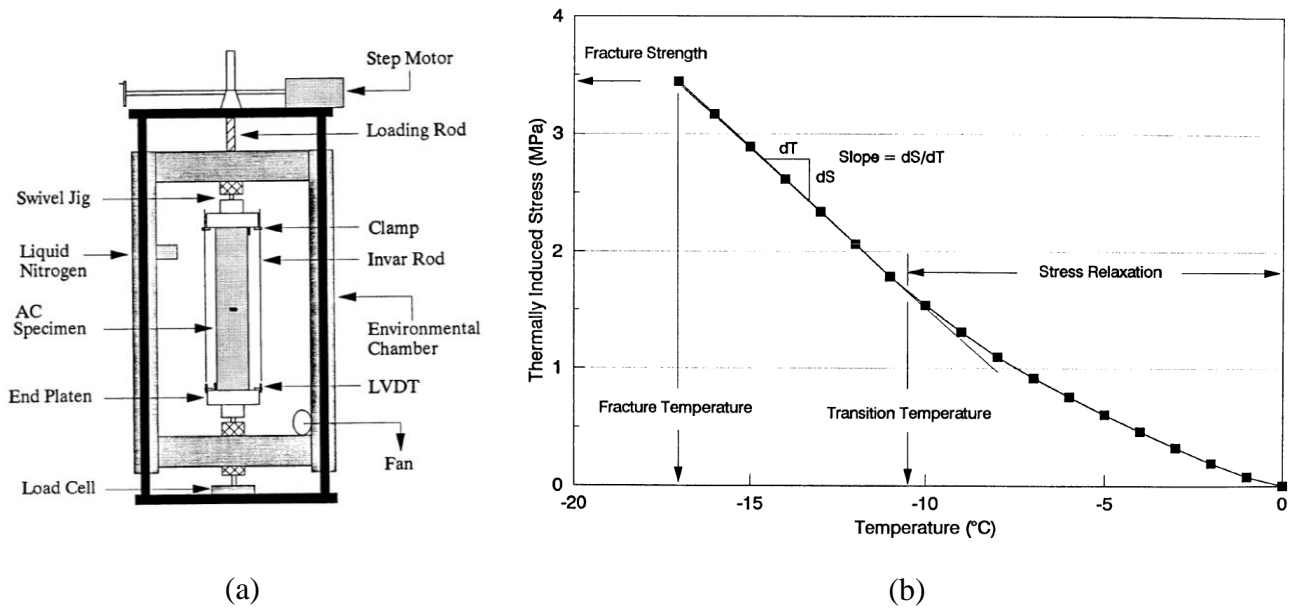 Step Motor
Loading Rod
Swivel Jig
Clamp
Liquid
Nitrogen
Invar Rod
AC
Specimen
Environmental
Chamber
LVDT
End Platen
Fan
Load Cell
(a)
4
Fracture Strength
3
dT
Slope = dS/dT
dS
Thermally Induced Stress (MPa)
2
Stress Relaxation
1
Fracture Temperature
Transition Temperature
0
-20
-15
-10
-5
0
Temperature (°C)
(b)